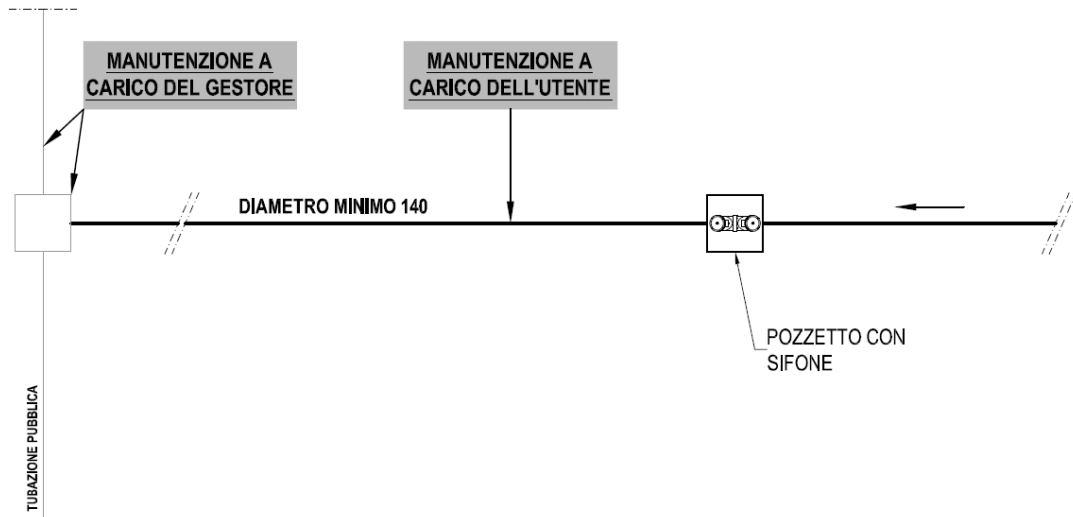 MANUTENZIONE A
CARICO DEL GESTORE
MANUTENZIONE A
CARICO DELL'UTENTE
DIAMETRO MINIMO 140
POZZETTO CON
SIFONE
TUBAZIONE PUBBLICA